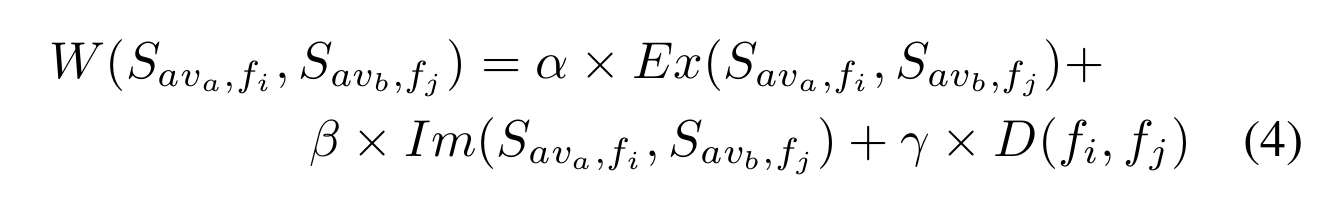 W(S_{av_a,f_i}, S_{av_b,f_j}) = α × Ex(S_{av_a,f_i}, S_{av_b,f_j})+
β × Im(S_{av_a,f_i}, S_{av_b,f_j}) + γ × D(f_i, f_j) (4)